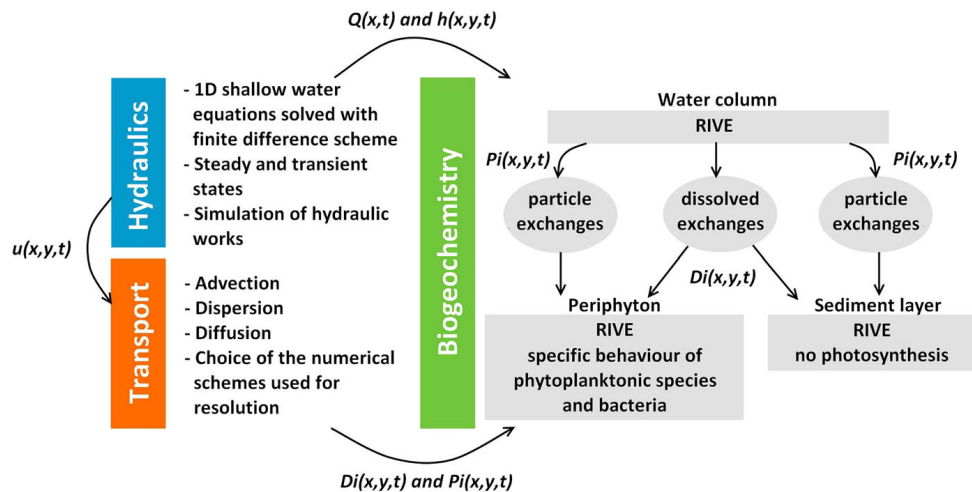 Q(x,t) and h(x,y,t)
Hydraulics
- 1D shallow water
equations solved with
finite difference scheme
- Steady and transient
states
- Simulation of hydraulic
works
u(x,y,t)
Transport
- Advection
- Dispersion
- Diffusion
- Choice of the numerical
schemes used for
resolution
Di(x,y,t) and Pi(x,y,t)
Biogeochemistry
Water column
RIVE
Pi(x,y,t)
Pi(x,y,t)
particle
exchanges
dissolved
exchanges
particle
exchanges
Di(x,y,t)
Periphyton
RIVE
specific behaviour of
phytoplanktonic species
and bacteria
Sediment layer
RIVE
no photosynthesis